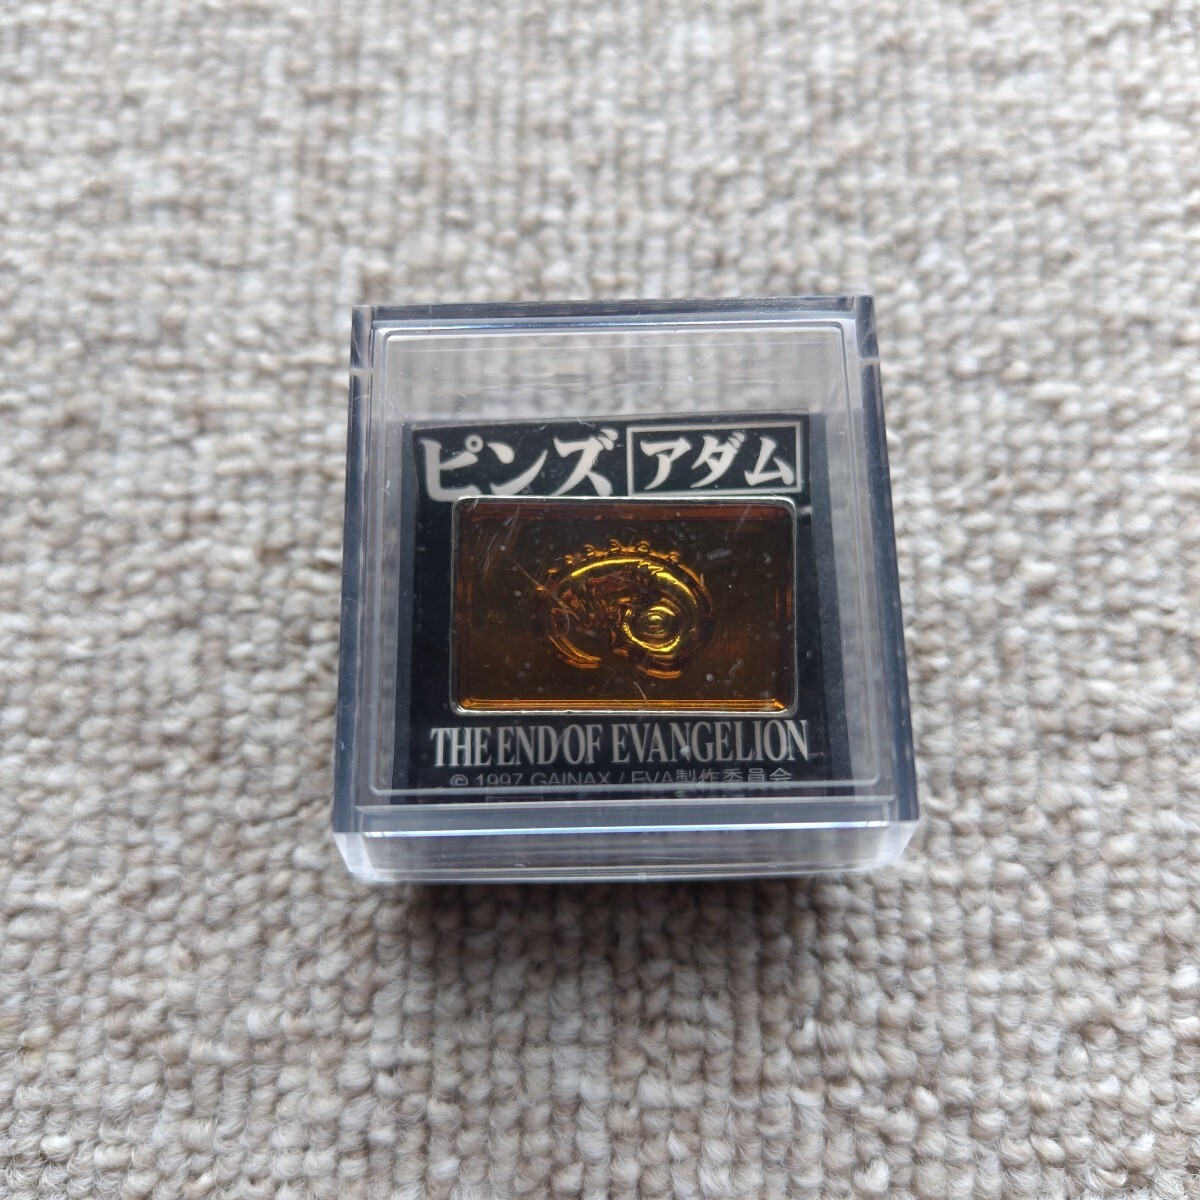 ピンズ アダム
THE END OF EVANGELION
© 1997 GAINAX / EVA製作委員会